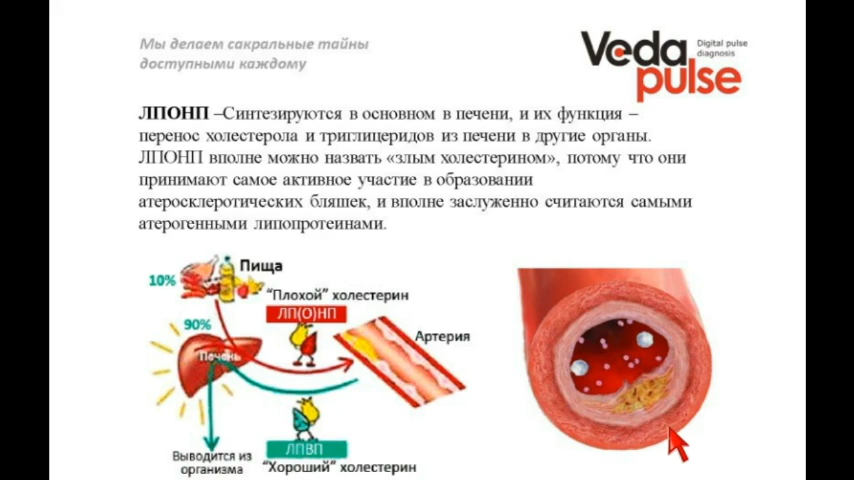 Мы делаем сакральные тайны
доступными каждому
Veda
pulse
Digital pulse
diagnosis
ЛПОНП –Синтезируются в основном в печени, и их функция –
перенос холестерола и триглицеридов из печени в другие органы.
ЛПОНП вполне можно назвать «злым холестерином», потому что они
принимают самое активное участие в образовании
атеросклеротических бляшек, и вполне заслуженно считаются самыми
атерогенными липопротеинами.
Пища
10%
"Плохой" холестерин
ЛП(О)НП
90%
Артерия
Печень
ЛПВП
Выводится из
организма
"Хороший" холестерин